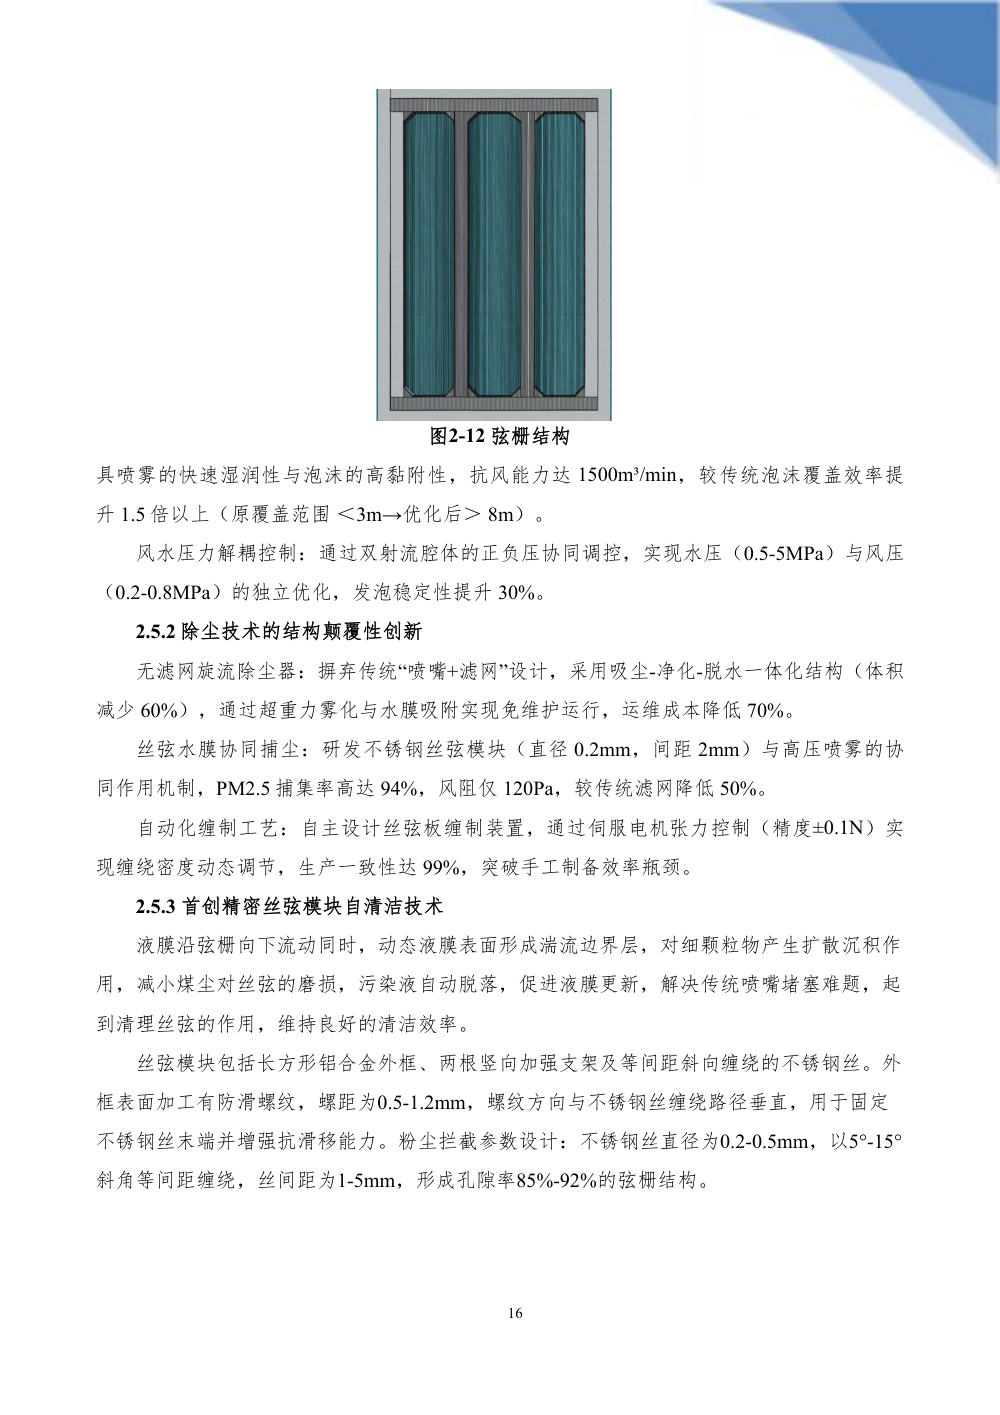 图2-12 弦栅结构
具喷雾的快速湿润性与泡沫的高黏附性，抗风能力达 1500m³/min，较传统泡沫覆盖效率提
升 1.5 倍以上（原覆盖范围 ＜3m→优化后＞ 8m）。
风水压力解耦控制：通过双射流腔体的正负压协同调控，实现水压（0.5-5MPa）与风压
（0.2-0.8MPa）的独立优化，发泡稳定性提升 30%。
2.5.2 除尘技术的结构颠覆性创新
无滤网旋流除尘器：摒弃传统“喷嘴+滤网”设计，采用吸尘-净化-脱水一体化结构（体积
减少 60%），通过超重力雾化与水膜吸附实现免维护运行，运维成本降低 70%。
丝弦水膜协同捕尘：研发不锈钢丝弦模块（直径 0.2mm，间距 2mm）与高压喷雾的协
同作用机制，PM2.5 捕集率高达 94%，风阻仅 120Pa，较传统滤网降低 50%。
自动化缠制工艺：自主设计丝弦板缠制装置，通过伺服电机张力控制（精度±0.1N）实
现缠绕密度动态调节，生产一致性达 99%，突破手工制备效率瓶颈。
2.5.3 首创精密丝弦模块自清洁技术
液膜沿弦栅向下流动同时，动态液膜表面形成湍流边界层，对细颗粒物产生扩散沉积作
用，减小煤尘对丝弦的磨损，污染液自动脱落，促进液膜更新，解决传统喷嘴堵塞难题，起
到清理丝弦的作用，维持良好的清洁效率。
丝弦模块包括长方形铝合金外框、两根竖向加强支架及等间距斜向缠绕的不锈钢丝。外
框表面加工有防滑螺纹，螺距为0.5-1.2mm，螺纹方向与不锈钢丝缠绕路径垂直，用于固定
不锈钢丝末端并增强抗滑移能力。粉尘拦截参数设计：不锈钢丝直径为0.2-0.5mm，以5°-15°
斜角等间距缠绕，丝间距为1-5mm，形成孔隙率85%-92%的弦栅结构。
16